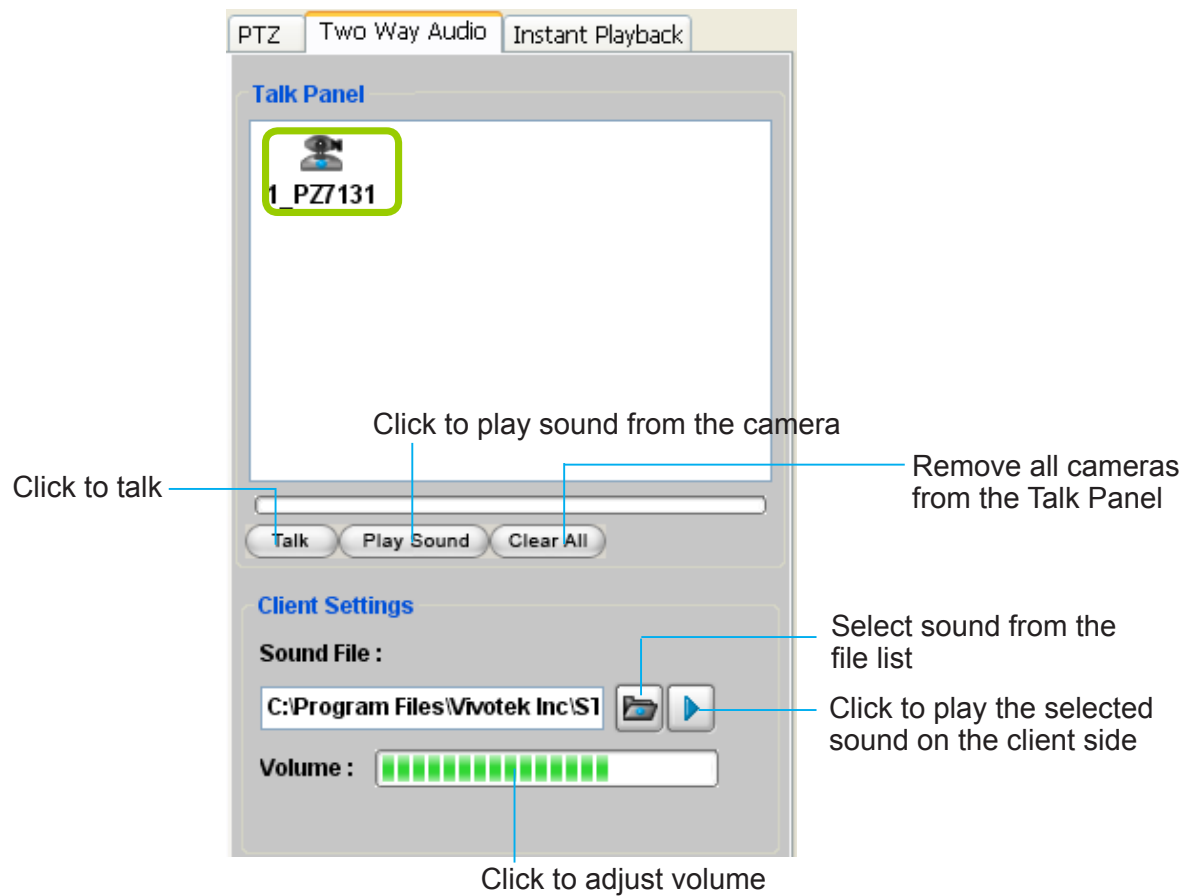 PTZ Two Way Audio Instant Playback
Talk Panel
1_PZ7131
Click to play sound from the camera
Click to talk
Remove all cameras
from the Talk Panel
Talk Play Sound Clear All
Client Settings
Sound File :
Select sound from the
file list
C:\Program Files\Vivotek Inc\ST
Click to play the selected
sound on the client side
Volume :
Click to adjust volume